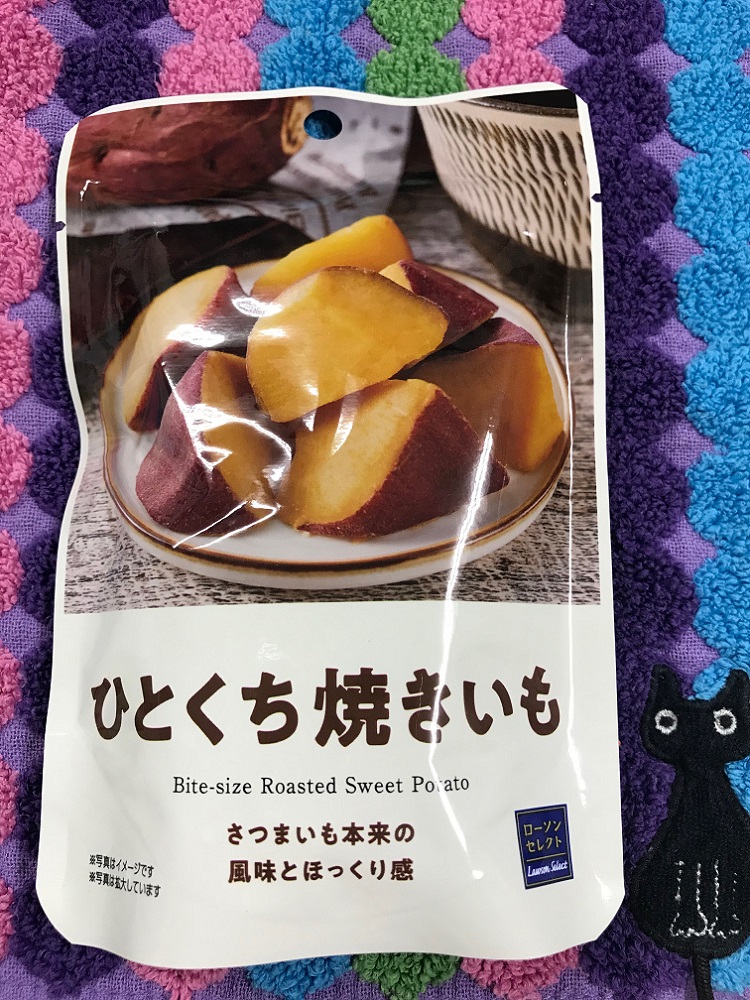 ひとくち焼きいも
Bite-size Roasted Sweet Potato
さつまいも本来の
風味とほっくり感
※写真はイメージです
※写真は拡大しています
ローソン
セレクト
Lawson Select